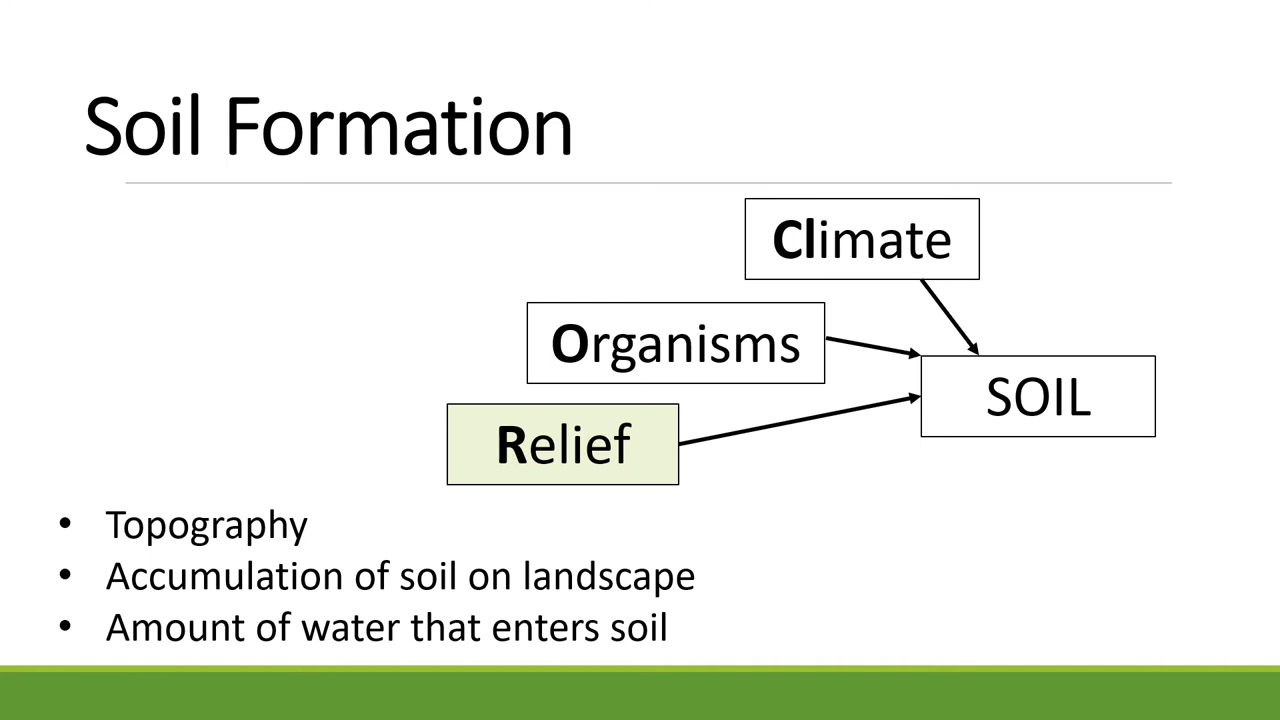 Soil Formation
Climate
Organisms
SOIL
Relief
• Topography
• Accumulation of soil on landscape
• Amount of water that enters soil